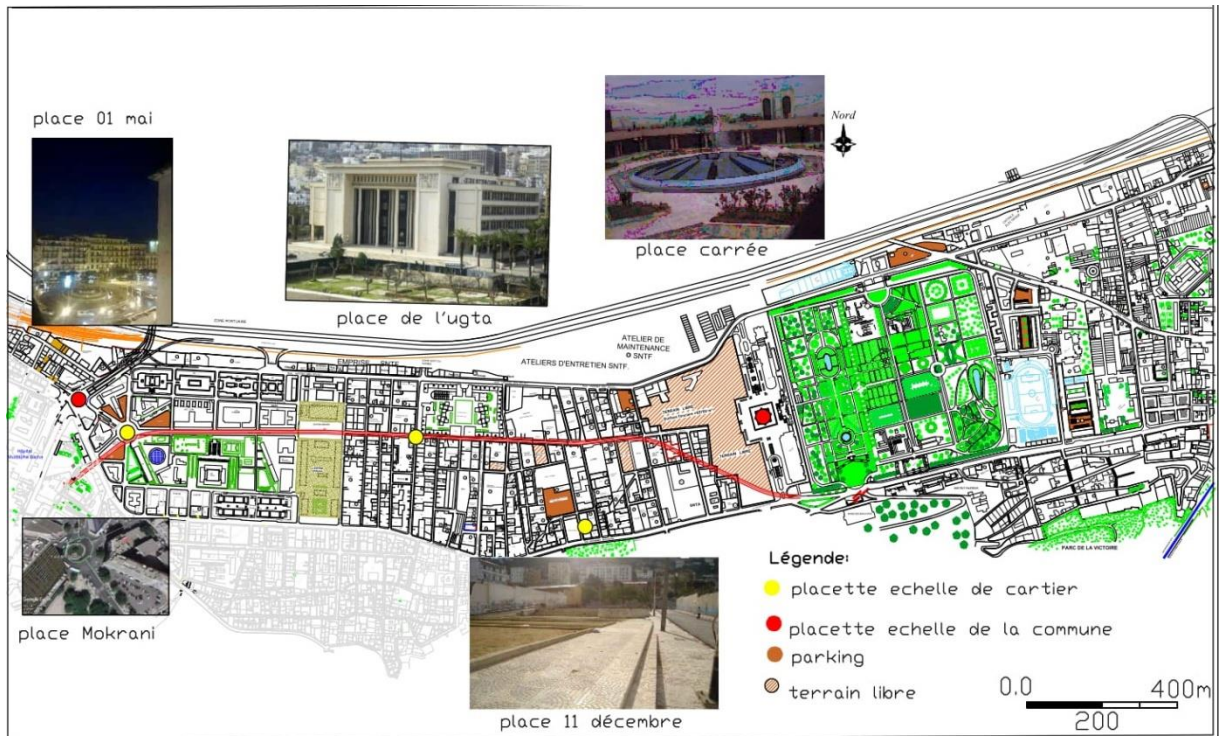 place 01 mai
place de l'ugta
place carrée
Nord
EMPRISE SNTF
ATELIERS D'ENTRETIEN SNTF.
ATELIER DE
MAINTENANCE
SNTF
PARC DE LA VICTOIRE
place Mokrani
place 11 décembre
Légende:
placette echelle de cartier
placette echelle de la commune
parking
terrain libre
0.0
400m
200